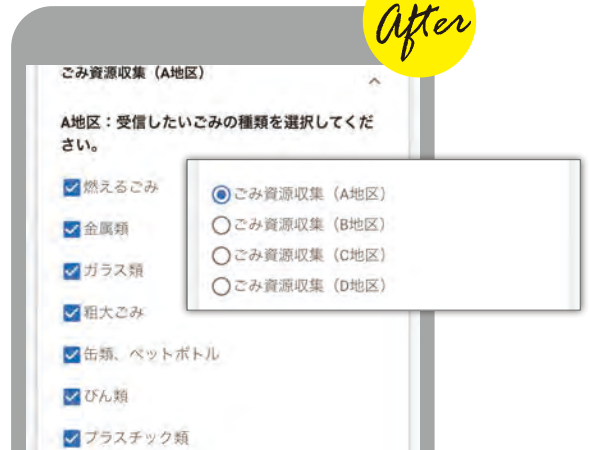 After
ごみ資源収集（A地区）
A地区：受信したいごみの種類を選択してくだ
さい。
燃えるごみ
金属類
ガラス類
粗大ごみ
缶類、ペットボトル
びん類
プラスチック類
ごみ資源収集（A地区）
ごみ資源収集（B地区）
ごみ資源収集（C地区）
ごみ資源収集（D地区）